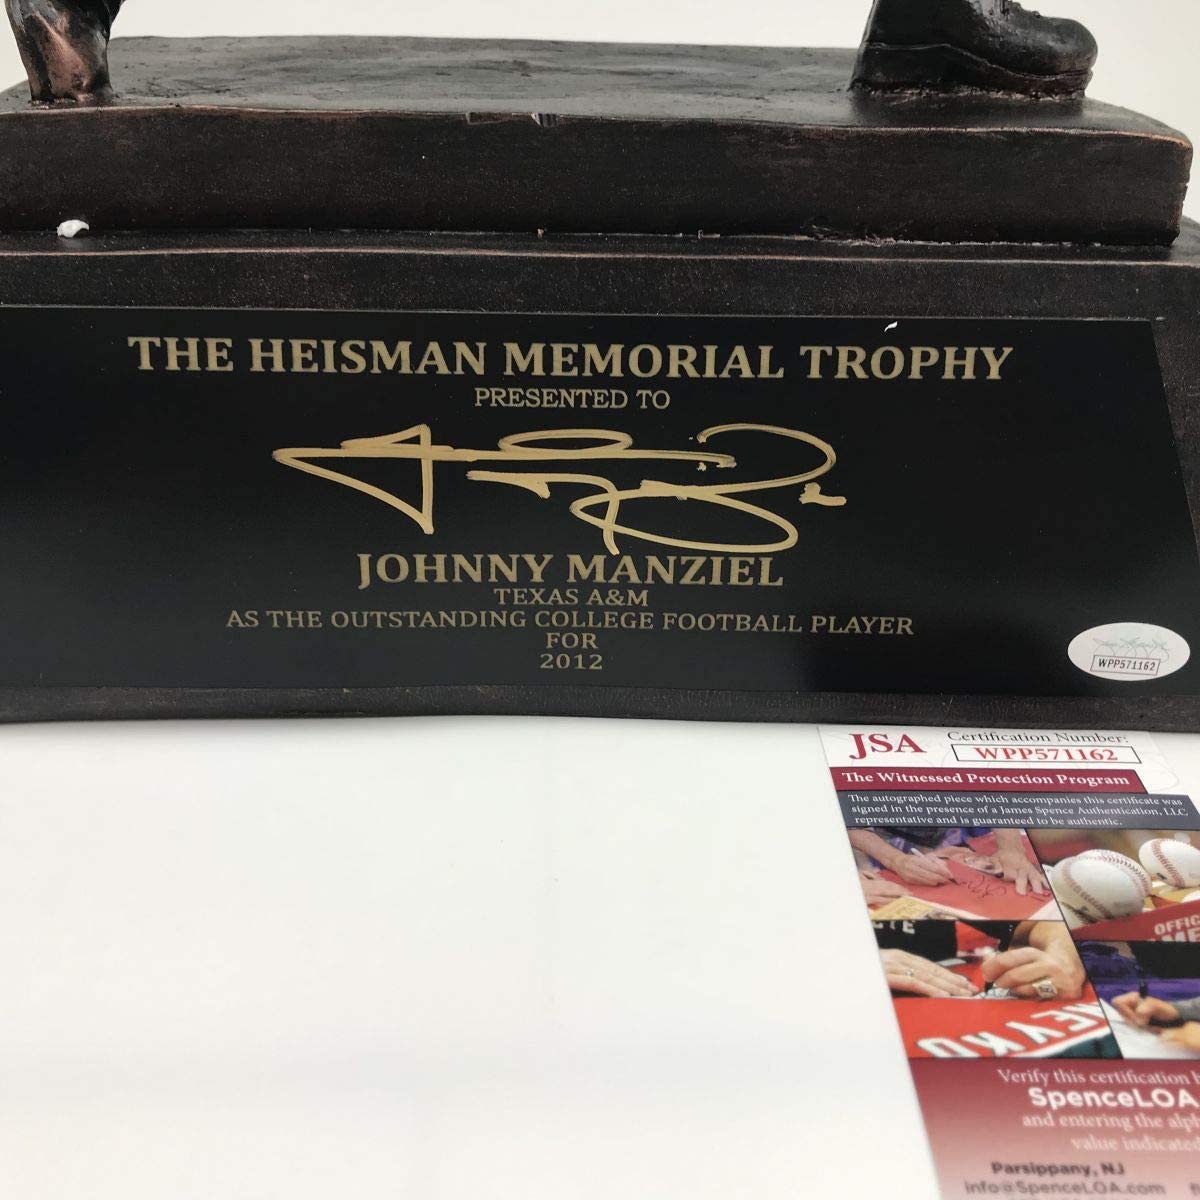 THE HEISMAN MEMORIAL TROPHY
PRESENTED TO
JOHNNY MANZIEL
TEXAS A&M
AS THE OUTSTANDING COLLEGE FOOTBALL PLAYER
FOR
2012
WPP571162
JSA
Certification Number:
WPP571162
The Witnessed Protection Program
The autographed piece which accompanies this certificate was
signed in the presence of a James Spence Authentication, LLC
representative and is guaranteed to be authentic.
OFFIC
Verify this certification
SpenceLOA
and entering the
value indicated
Parsippany, NJ
info@SpenceLOA.com